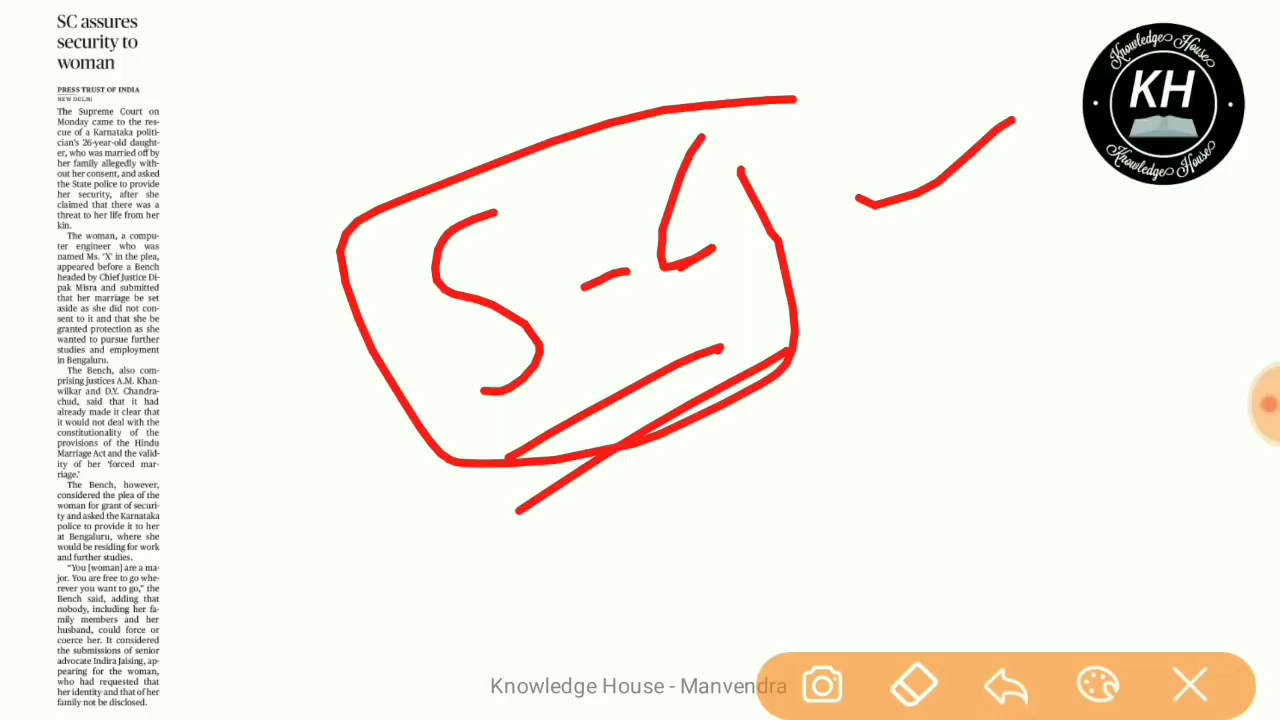 SC assures
security to
woman
PRESS TRUST OF INDIA
NEW DELHI
The Supreme Court on
Monday came to the res-
cue of a Karnataka politi-
cian's 26-year-old daught-
er, who was married off by
her family allegedly with-
out her consent, and asked
the State police to provide
her security, after she
claimed that there was a
threat to her life from her
kin.
The woman, a compu-
ter engineer who was
named Ms. 'X' in the plea,
appeared before a Bench
headed by Chief Justice Di-
pak Misra and submitted
that her marriage be set
aside as she did not con-
sent to it and that she be
granted protection as she
wanted to pursue further
studies and employment
in Bengaluru.
The Bench, also com-
prising justices A.M. Khan-
wilkar and D.Y. Chandra-
chud, said that it had
already made it clear that
it would not deal with the
constitutionality of the
provisions of the Hindu
Marriage Act and the valid-
ity of her 'forced mar-
riage.'
The Bench, however,
considered the plea of the
woman for grant of securi-
ty and asked the Karnataka
police to provide it to her
at Bengaluru, where she
would be residing for work
and further studies.
"You [woman] are a ma-
jor. You are free to go whe-
rever you want to go," the
Bench said, adding that
nobody, including her fa-
mily members and her
husband, could force or
coerce her. It considered
the submissions of senior
advocate Indira Jaising, ap-
pearing for the woman,
who had requested that
her identity and that of her
family not be disclosed.
Knowledge House
KH
Knowledge House
Knowledge House - Manvendra